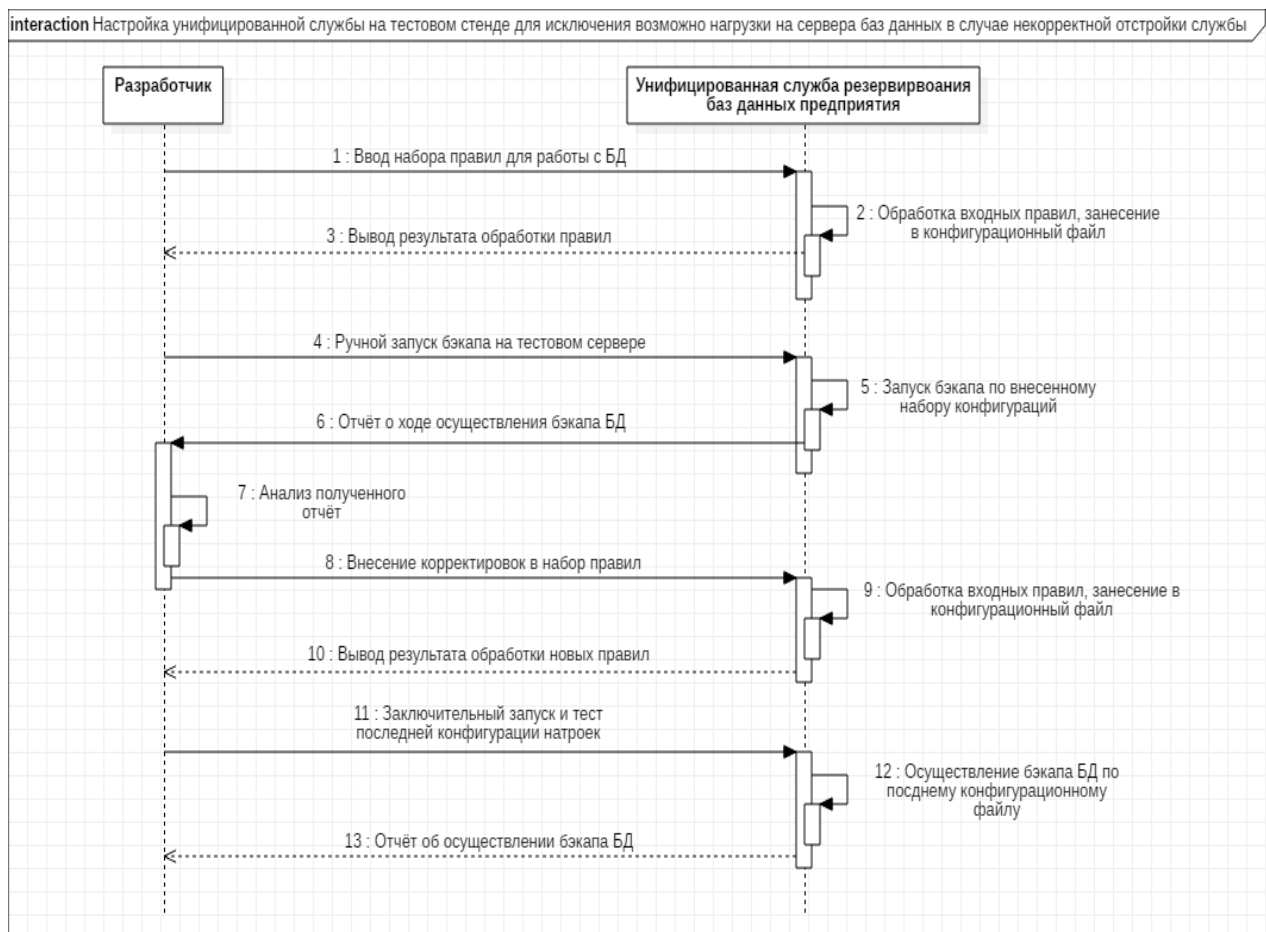 interaction Настройка унифицированной службы на тестовом стенде для исключения возможно нагрузки на сервера баз данных в случае некорректной отстройки службы
Разработчик
Унифицированная служба резервирвоания
баз данных предприятия
1 : Ввод набора правил для работы с БД
2 : Обработка входных правил, занесение
в конфигурационный файл
3 : Вывод результата обработки правил
4 : Ручной запуск бэкапа на тестовом сервере
5 : Запуск бэкапа по внесенному
набору конфигураций
6 : Отчёт о ходе осуществления бэкапа БД
7 : Анализ полученного
отчёт
8 : Внесение корректировок в набор правил
9 : Обработка входных правил, занесение в
конфигурационный файл
10 : Вывод результата обработки новых правил
11 : Заключительный запуск и тест
последней конфигурации натроек
12 : Осуществление бэкапа БД по
посднему конфигурационному
файлу
13 : Отчёт об осуществлении бэкапа БД